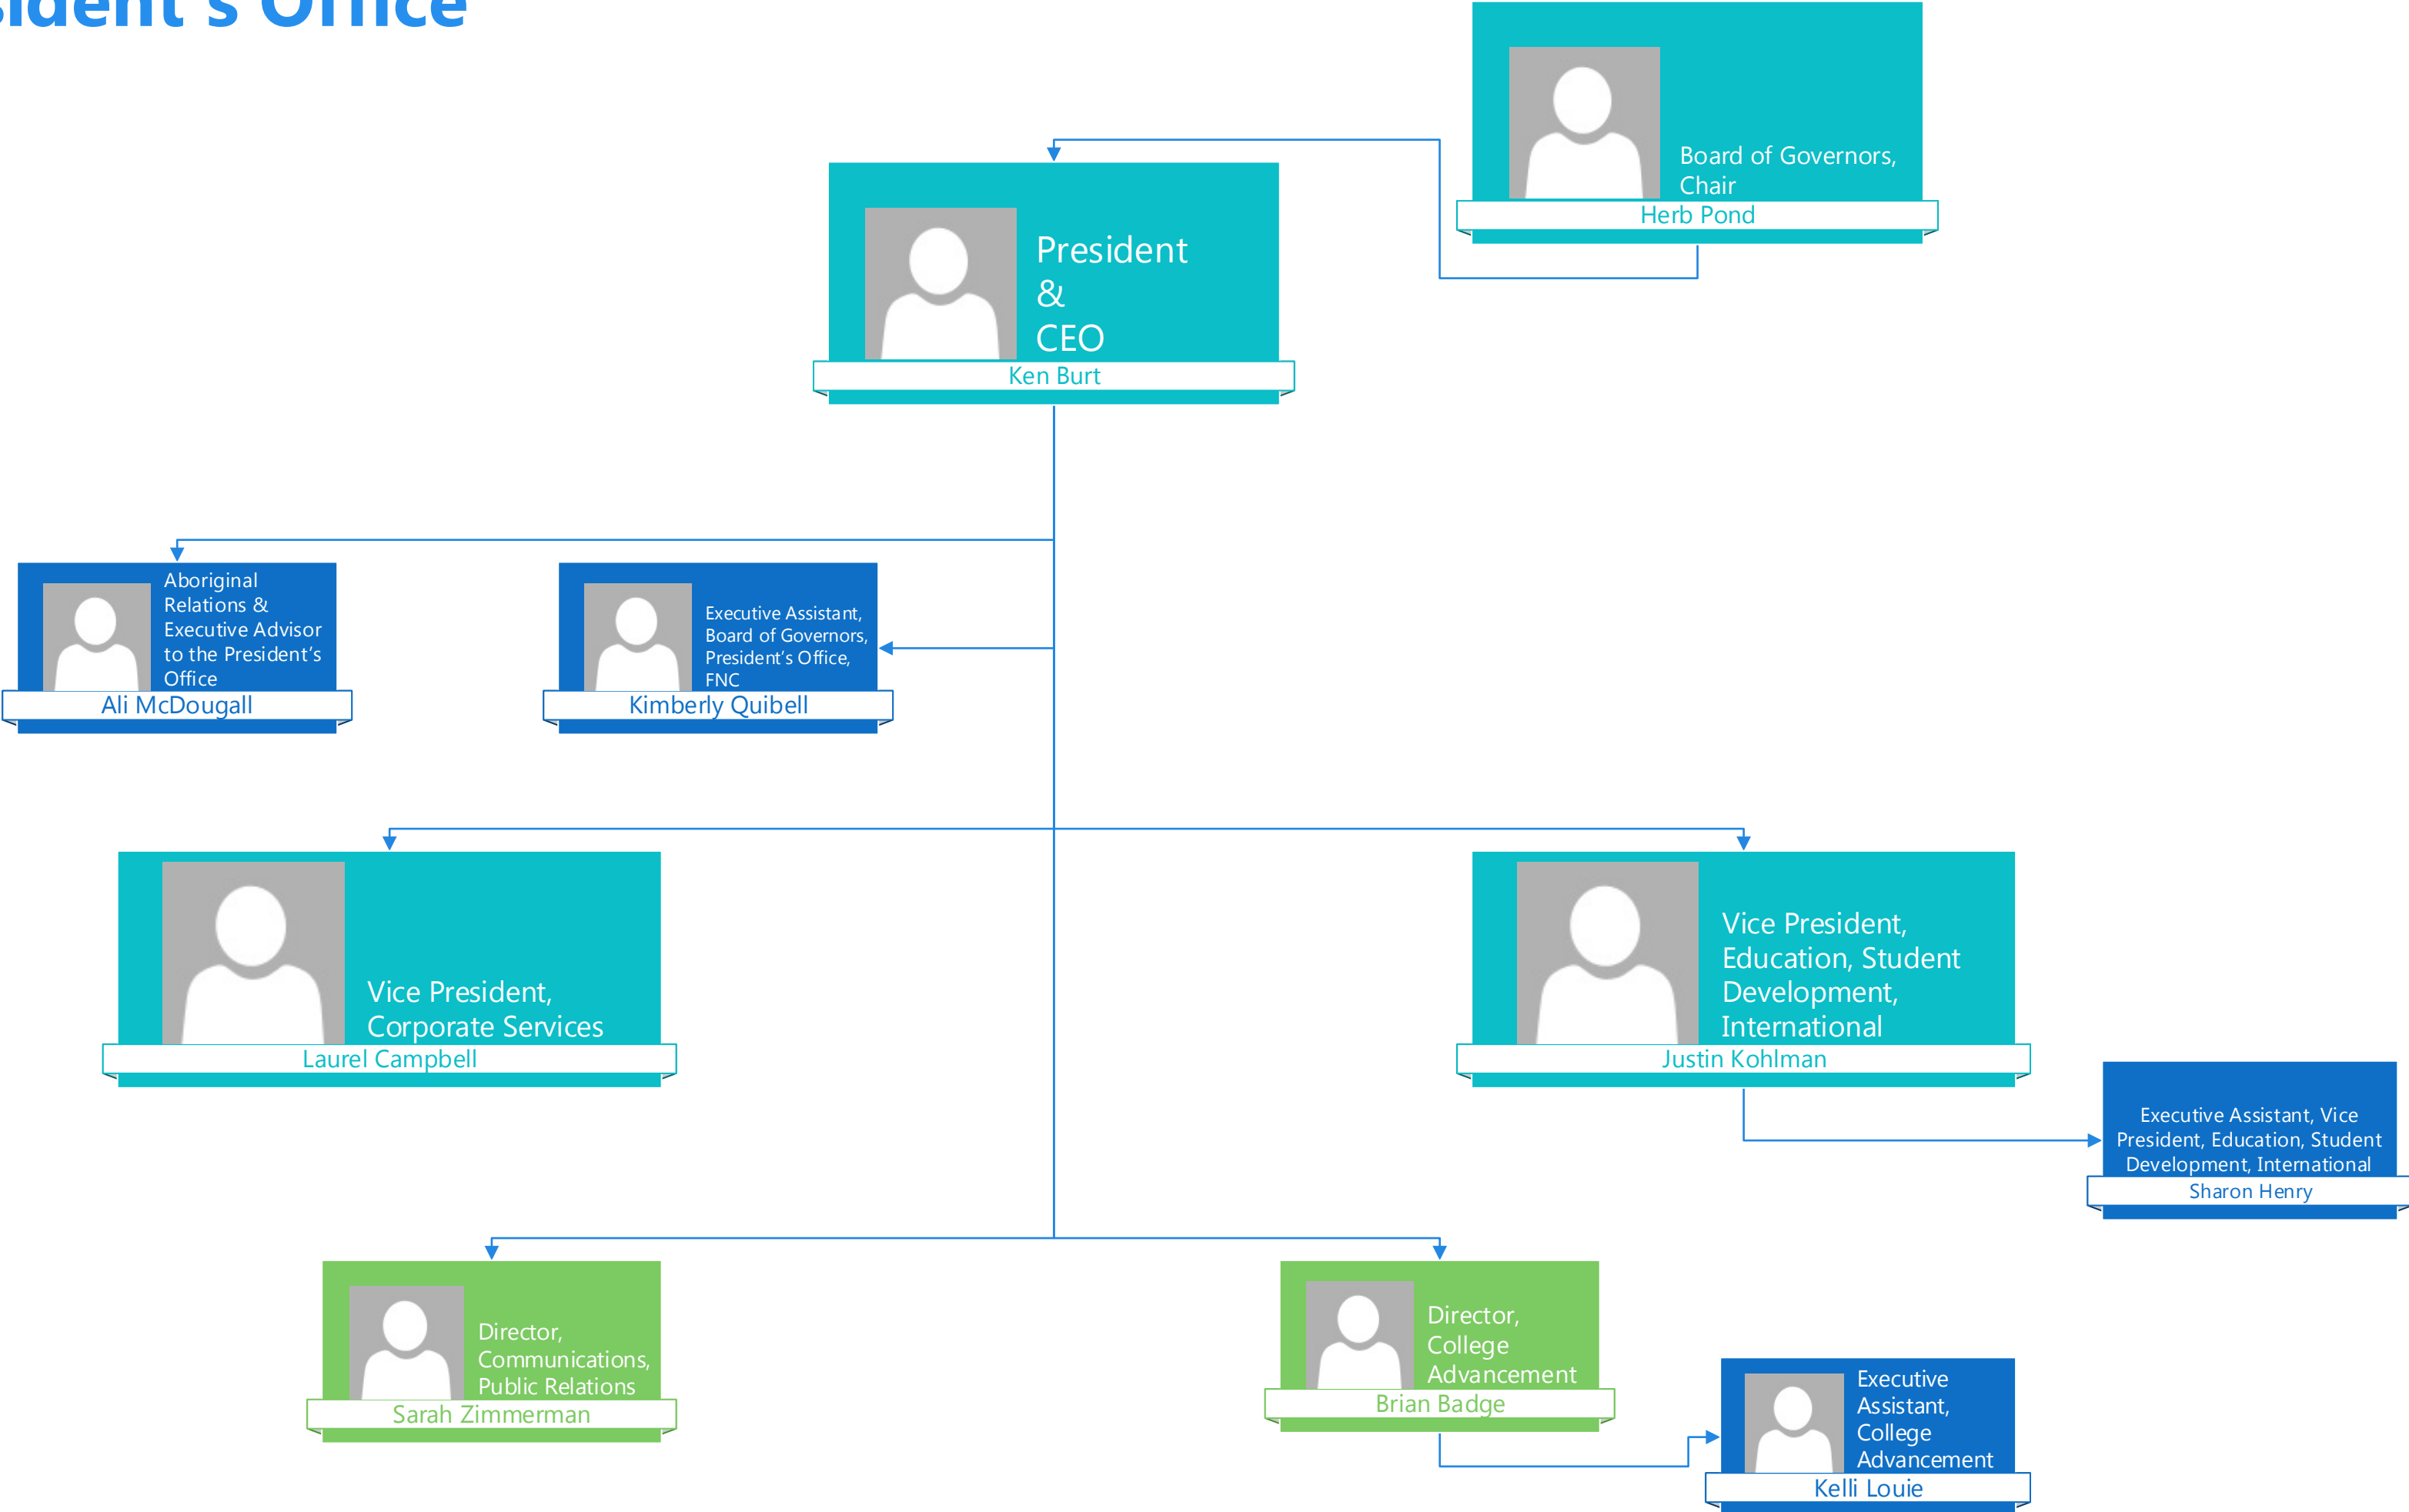 sident's Office
Board of Governors,
Chair
Herb Pond
President
&
CEO
Ken Burt
Aboriginal
Relations &
Executive Advisor
to the President's
Office
Ali McDougall
Executive Assistant,
Board of Governors,
President's Office,
FNC
Kimberly Quibell
Vice President,
Corporate Services
Laurel Campbell
Vice President,
Education, Student
Development,
International
Justin Kohlman
Executive Assistant, Vice
President, Education, Student
Development, International
Sharon Henry
Director,
Communications,
Public Relations
Sarah Zimmerman
Director,
College
Advancement
Brian Badge
Executive
Assistant,
College
Advancement
Kelli Louie